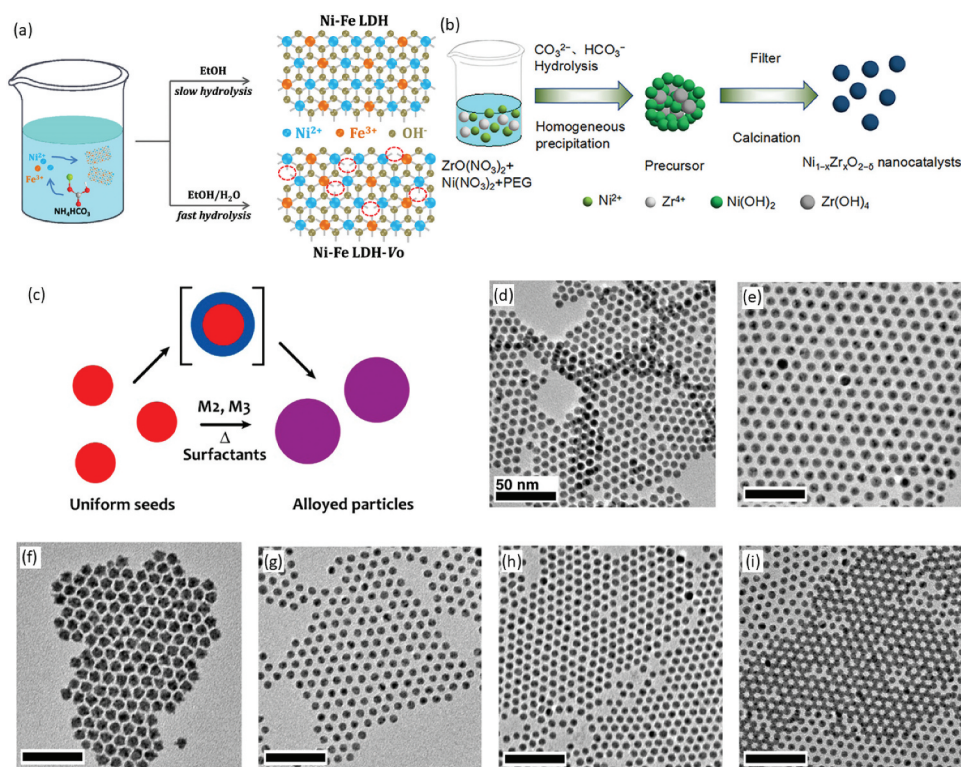 (a)
Ni-Fe LDH
EtOH
slow hydrolysis
Ni²⁺ Fe³⁺ OH⁻
EtOH/H₂O
fast hydrolysis
Ni²⁺
Fe³⁺
NH₄HCO₃
Ni-Fe LDH-Vo
(b)
CO₃²⁻、HCO₃⁻
Hydrolysis
Homogeneous
precipitation
Filter
Calcination
ZrO(NO₃)₂+
Ni(NO₃)₂+PEG
Precursor
Ni₁₋ₓZrₓO₂₋δ nanocatalysts
Ni²⁺ Zr⁴⁺ Ni(OH)₂ Zr(OH)₄
(c)
M2, M3
Δ
Surfactants
Uniform seeds
Alloyed particles
(d)
50 nm
(e)
(f)
(g)
(h)
(i)